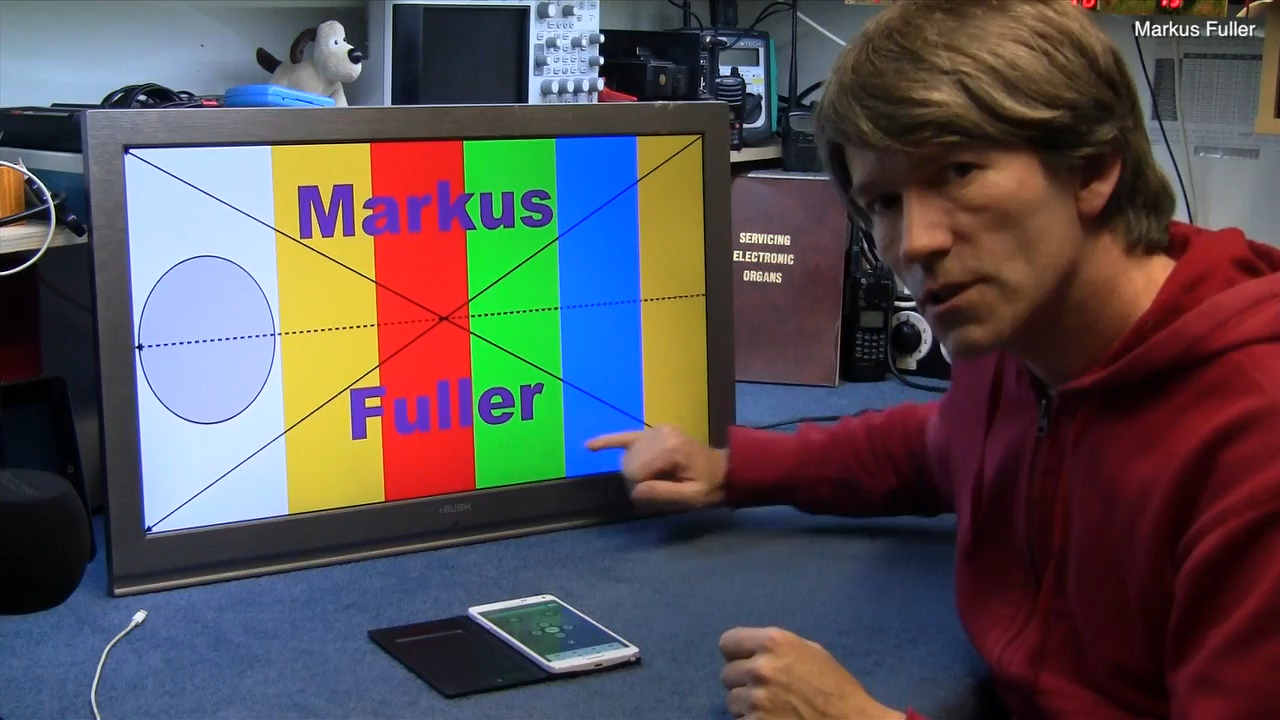 Markus Fuller
Markus
SERVICING
ELECTRONIC
ORGANS
Fuller
BUSH